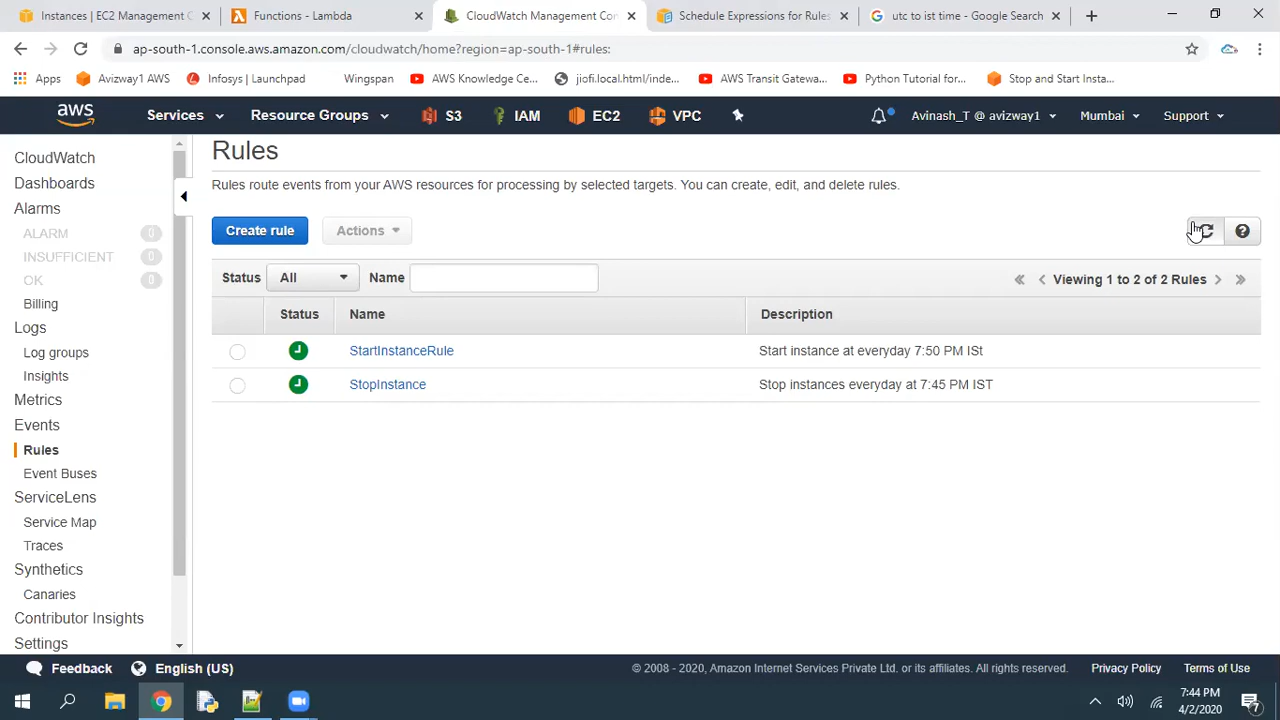 Instances | EC2 Management C
Functions - Lambda
CloudWatch Management Con
Schedule Expressions for Rules
utc to ist time - Google Search
ap-south-1.console.aws.amazon.com/cloudwatch/home?region=ap-south-1#rules:
Apps
Avizway1 AWS
Infosys | Launchpad
Wingspan
AWS Knowledge Ce...
jiofi.local.html/inde...
AWS Transit Gatewa...
Python Tutorial for...
Stop and Start Insta...
aws
Services
Resource Groups
S3
IAM
EC2
VPC
Avinash_T @ avizway1
Mumbai
Support
CloudWatch
Dashboards
Alarms
ALARM 0
INSUFFICIENT 0
OK 0
Billing
Logs
Log groups
Insights
Metrics
Events
Rules
Event Buses
ServiceLens
Service Map
Traces
Synthetics
Canaries
Contributor Insights
Settings
Rules
Rules route events from your AWS resources for processing by selected targets. You can create, edit, and delete rules.
Create rule
Actions
Status All Name
Viewing 1 to 2 of 2 Rules
Status Name Description
StartInstanceRule Start instance at everyday 7:50 PM ISt
StopInstance Stop instances everyday at 7:45 PM IST
Feedback
English (US)
© 2008 - 2020, Amazon Internet Services Private Ltd. or its affiliates. All rights reserved.
Privacy Policy
Terms of Use
7:44 PM
4/2/2020
7